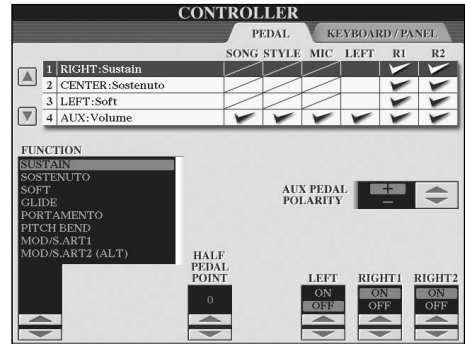 CONTROLLER
PEDAL KEYBOARD / PANEL
SONG STYLE MIC LEFT R1 R2
1 RIGHT:Sustain
2 CENTER:Sostenuto
3 LEFT:Soft
4 AUX:Volume
FUNCTION
SUSTAIN
SOSTENUTO
SOFT
GLIDE
PORTAMENTO
PITCH BEND
MOD/S.ART1
MOD/S.ART2 (ALT)
AUX PEDAL
POLARITY
+
−
HALF
PEDAL
POINT
0
LEFT RIGHT1 RIGHT2
ON ON ON
OFF OFF OFF